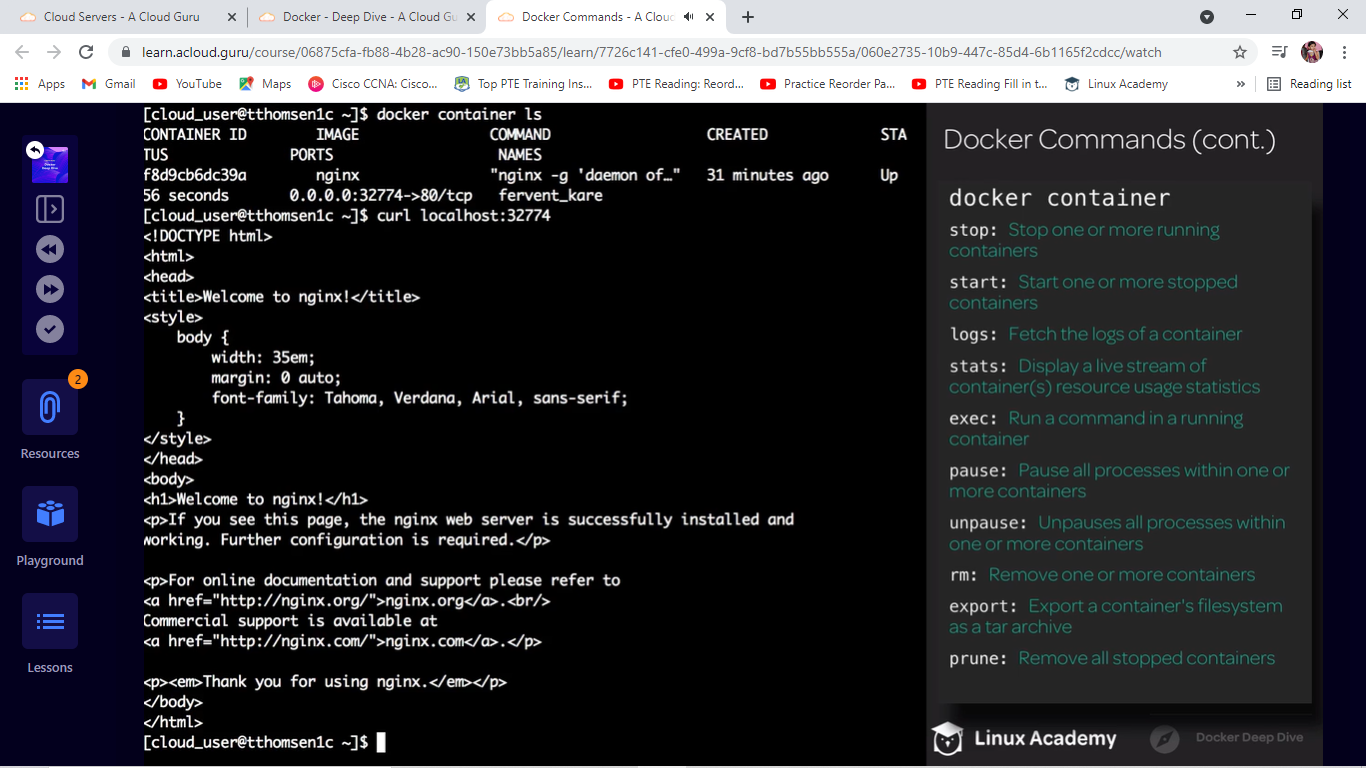 Cloud Servers - A Cloud Guru
Docker - Deep Dive - A Cloud Gu
Docker Commands - A Cloud
learn.acloud.guru/course/06875cfa-fb88-4b28-ac90-150e73bb5a85/learn/7726c141-cfe0-499a-9cf8-bd7b55bb555a/060e2735-10b9-447c-85d4-6b1165f2cdcc/watch
Apps
Gmail
YouTube
Maps
Cisco CCNA: Cisco...
Top PTE Training Ins...
PTE Reading: Reord...
Practice Reorder Pa...
PTE Reading Fill in t...
Linux Academy
»
Reading list
2
Resources
Playground
Lessons
[cloud_user@tthomsen1c ~]$ docker container ls
CONTAINER ID        IMAGE               COMMAND                  CREATED             STA
TUS              PORTS                   NAMES
f8d9cb6dc39a        nginx               "nginx -g 'daemon of…"   31 minutes ago      Up
56 seconds       0.0.0.0:32774->80/tcp   fervent_kare
[cloud_user@tthomsen1c ~]$ curl localhost:32774
<!DOCTYPE html>
<html>
<head>
<title>Welcome to nginx!</title>
<style>
    body {
        width: 35em;
        margin: 0 auto;
        font-family: Tahoma, Verdana, Arial, sans-serif;
    }
</style>
</head>
<body>
<h1>Welcome to nginx!</h1>
<p>If you see this page, the nginx web server is successfully installed and
working. Further configuration is required.</p>
<p>For online documentation and support please refer to
<a href="http://nginx.org/">nginx.org</a>.<br/>
Commercial support is available at
<a href="http://nginx.com/">nginx.com</a>.</p>
<p><em>Thank you for using nginx.</em></p>
</body>
</html>
[cloud_user@tthomsen1c ~]$
Docker Commands (cont.)
docker container
stop: Stop one or more running
containers
start: Start one or more stopped
containers
logs: Fetch the logs of a container
stats: Display a live stream of
container(s) resource usage statistics
exec: Run a command in a running
container
pause: Pause all processes within one or
more containers
unpause: Unpauses all processes within
one or more containers
rm: Remove one or more containers
export: Export a container's filesystem
as a tar archive
prune: Remove all stopped containers
Linux Academy
Docker Deep Dive